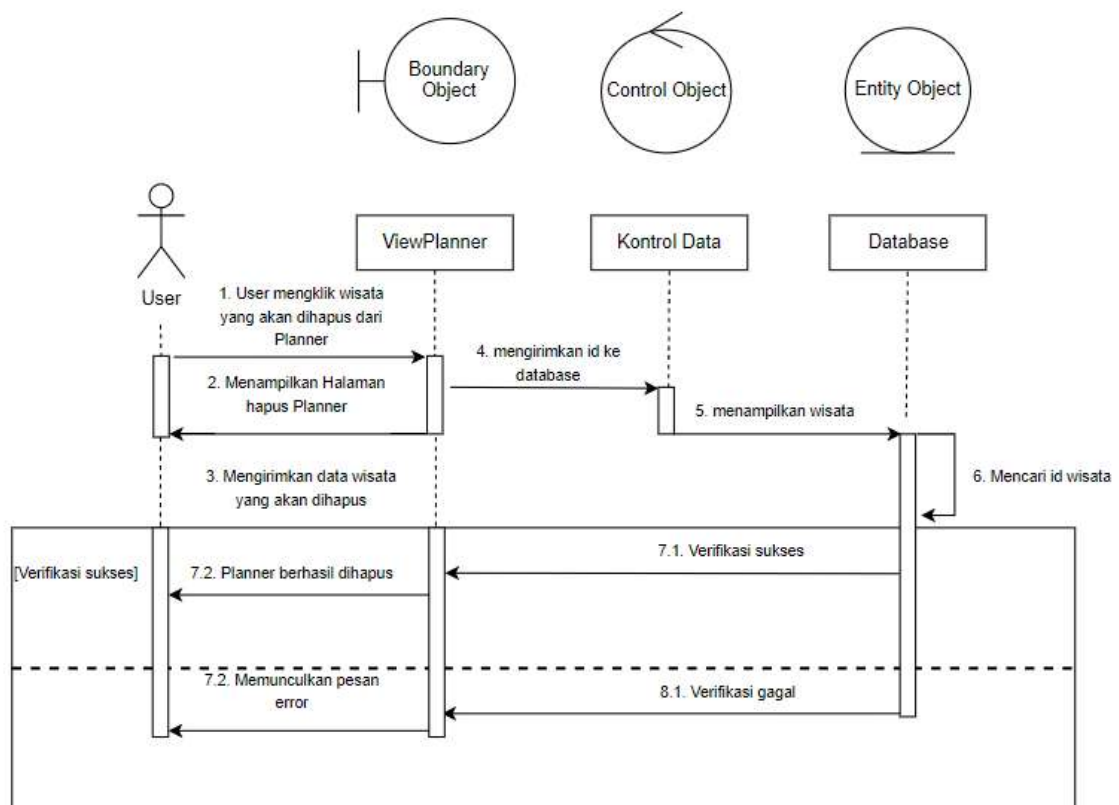 Boundary
Object
Control Object
Entity Object
ViewPlanner
Kontrol Data
Database
User
1. User mengklik wisata
yang akan dihapus dari
Planner
2. Menampilkan Halaman
hapus Planner
4. mengirimkan id ke
database
5. menampilkan wisata
6. Mencari id wisata
3. Mengirimkan data wisata
yang akan dihapus
7.1. Verifikasi sukses
[Verifikasi sukses]
7.2. Planner berhasil dihapus
7.2. Memunculkan pesan
error
8.1. Verifikasi gagal